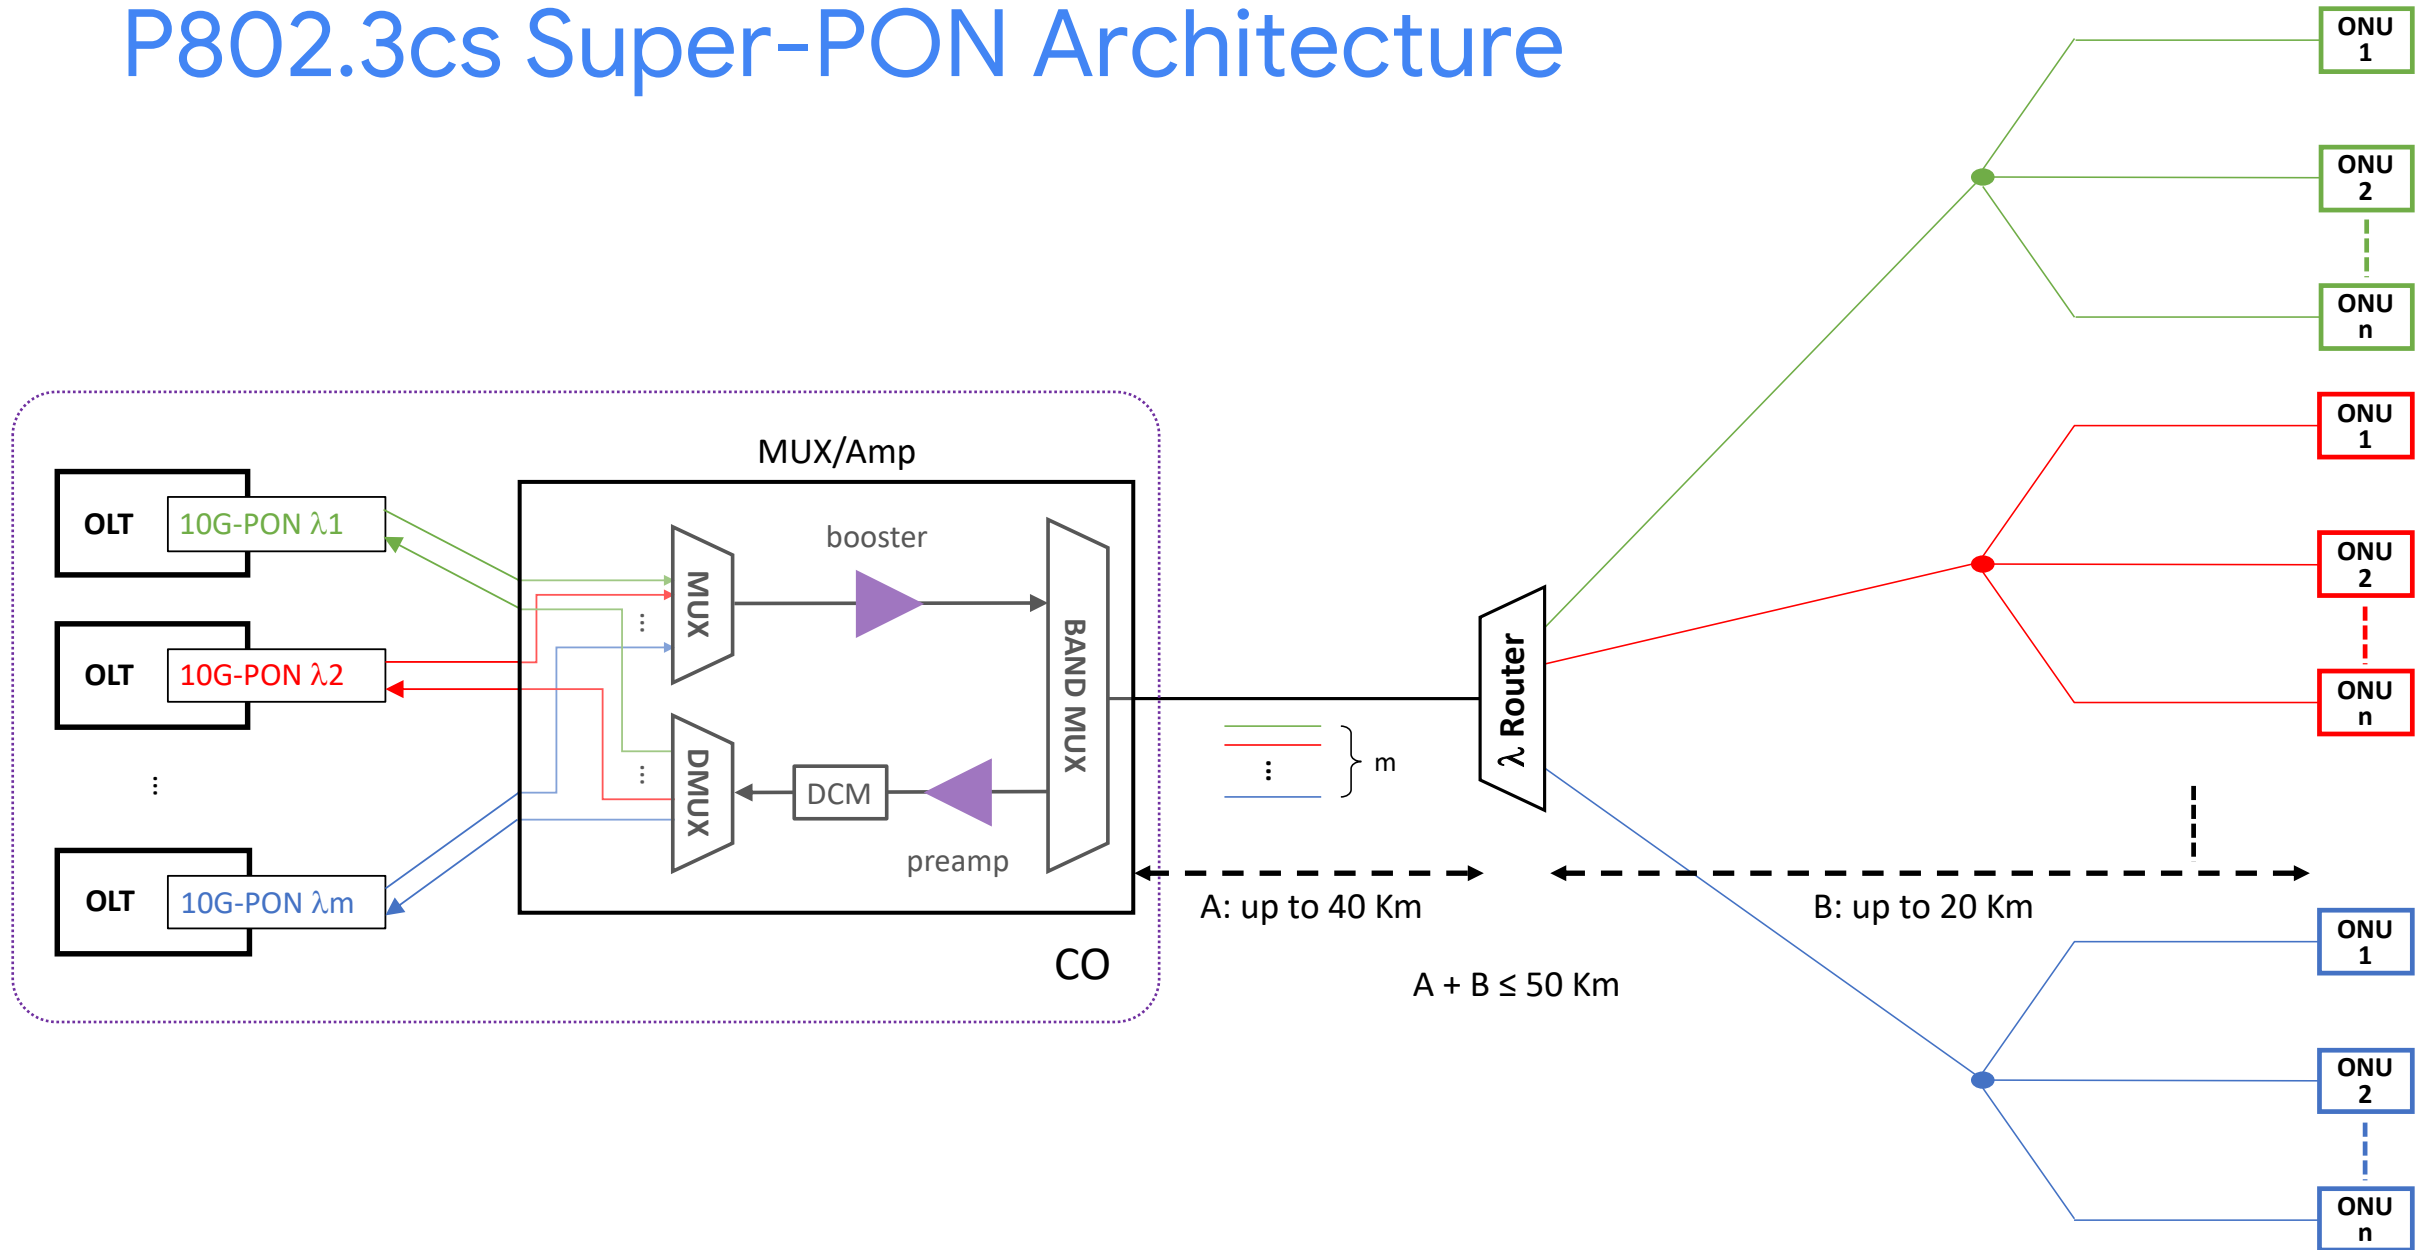 P802.3cs Super-PON Architecture
ONU
1
ONU
2
ONU
n
ONU
1
ONU
2
ONU
n
MUX/Amp
OLT
10G-PON λ1
booster
MUX
...
BAND MUX
OLT
10G-PON λ2
λ Router
DMUX
...
DCM
...
m
...
preamp
OLT
10G-PON λm
A: up to 40 Km
B: up to 20 Km
CO
A + B ≤ 50 Km
ONU
1
ONU
2
ONU
n